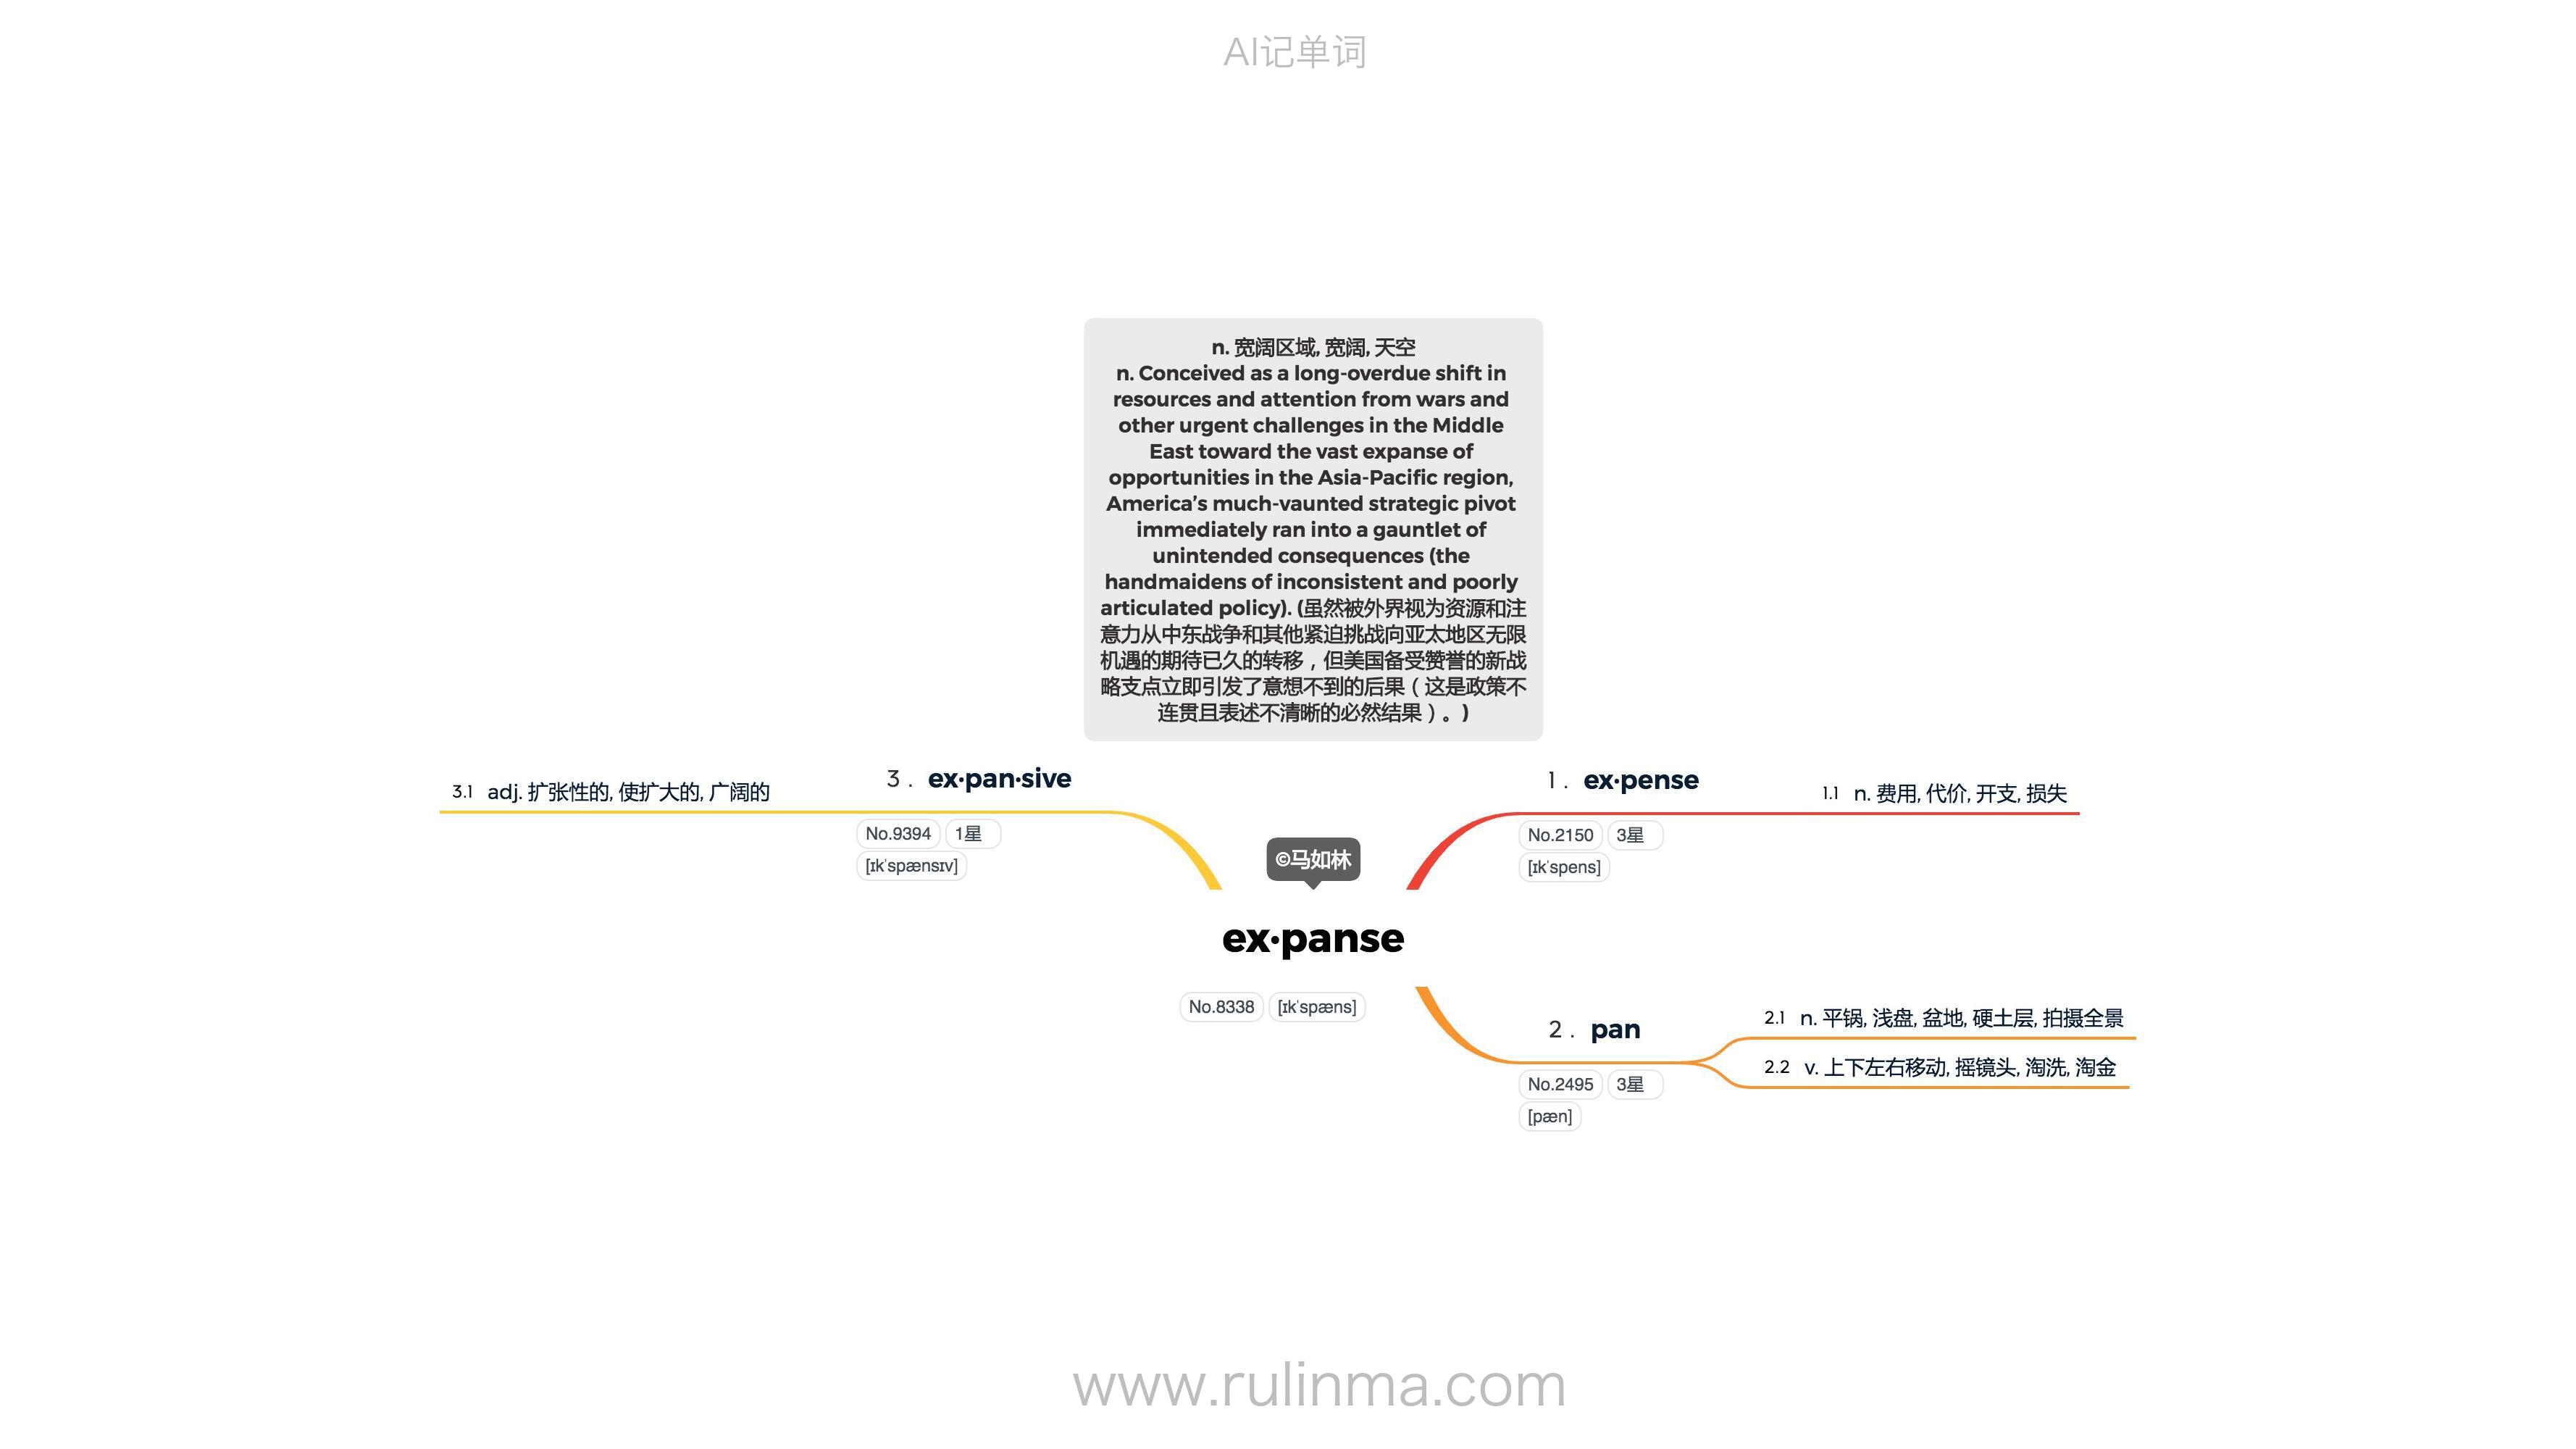 AI记单词
n. 宽阔区域, 宽阔, 天空
n. Conceived as a long-overdue shift in
resources and attention from wars and
other urgent challenges in the Middle
East toward the vast expanse of
opportunities in the Asia-Pacific region,
America’s much-vaunted strategic pivot
immediately ran into a gauntlet of
unintended consequences (the
handmaidens of inconsistent and poorly
articulated policy). (虽然被外界视为资源和注
意力从中东战争和其他紧迫挑战向亚太地区无限
机遇的期待已久的转移，但美国备受赞誉的新战
略支点立即引发了意想不到的后果（这是政策不
连贯且表述不清晰的必然结果）。)
©马如林
ex·panse
No.8338 [ɪkˈspæns]
1. ex·pense
No.2150 3星
[ɪkˈspens]
1.1 n. 费用, 代价, 开支, 损失
2. pan
No.2495 3星
[pæn]
2.1 n. 平锅, 浅盘, 盆地, 硬土层, 拍摄全景
2.2 v. 上下左右移动, 摇镜头, 淘洗, 淘金
3. ex·pan·sive
No.9394 1星
[ɪkˈspænsɪv]
3.1 adj. 扩张性的, 使扩大的, 广阔的
www.rulinma.com